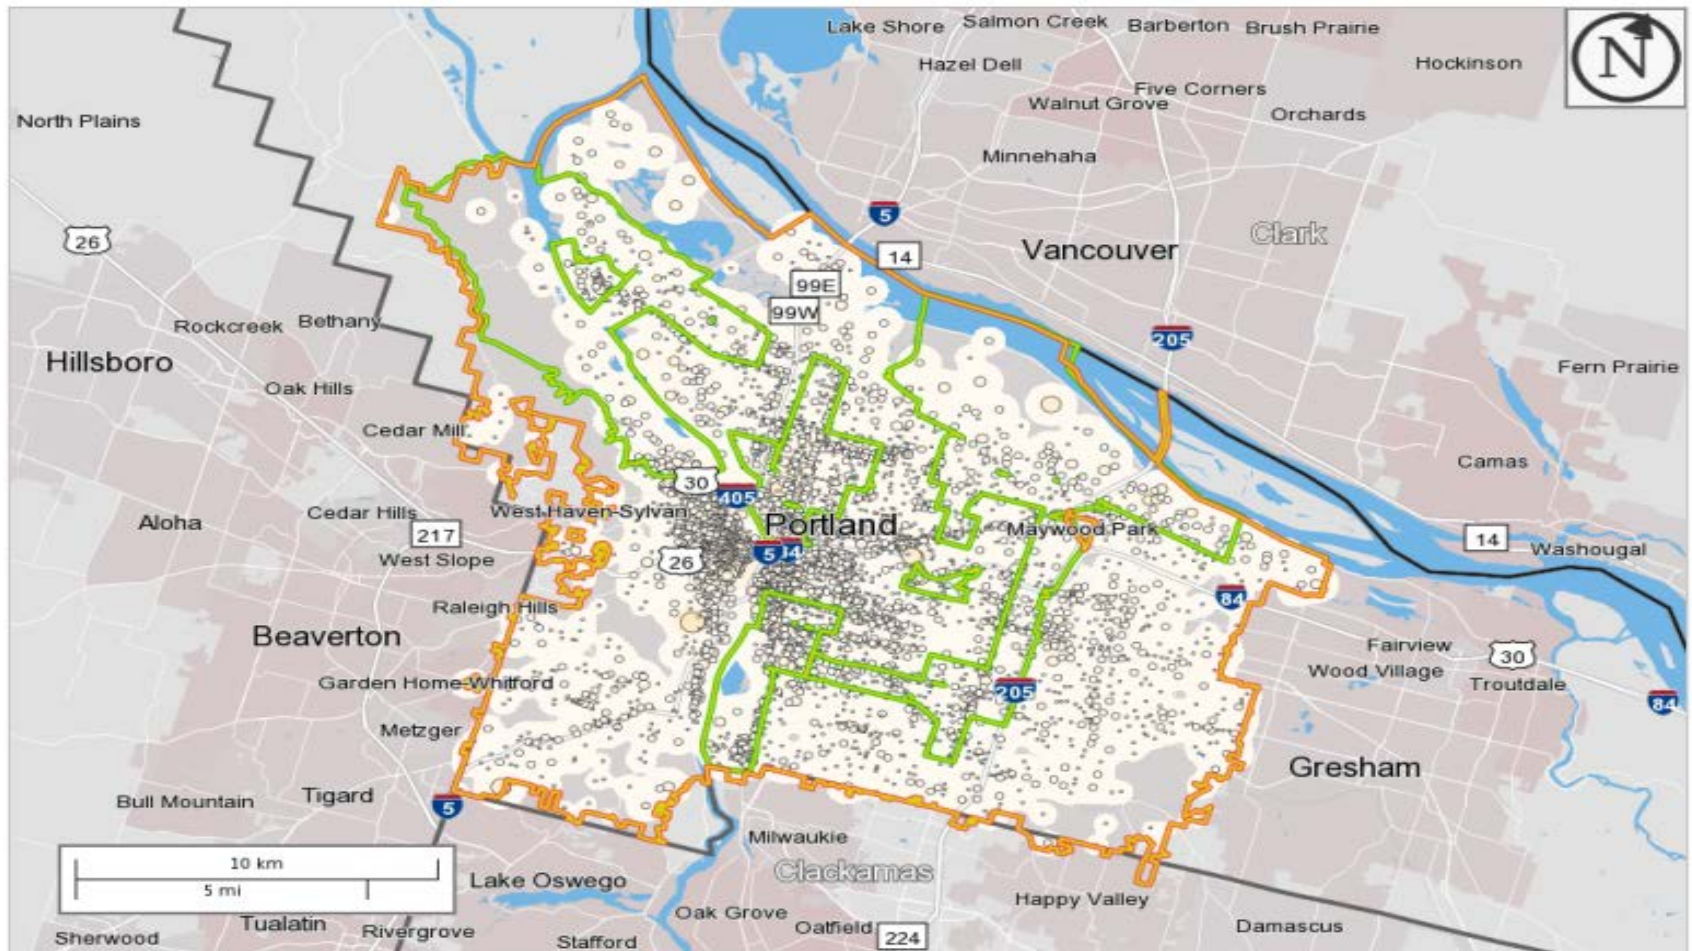 Lake Shore
Salmon Creek
Barberton
Brush Prairie
N
Hazel Dell
Hockinson
Five Corners
Walnut Grove
Orchards
North Plains
Minnehaha
5
26
14
Vancouver
Clark
99E
99W
Rockcreek
Bethany
205
Hillsboro
Fern Prairie
Oak Hills
Cedar Mill
Camas
30
405
Cedar Hills
West Haven-Sylvan
Aloha
217
Portland
Maywood Park
14
Washougal
West Slope
26
5
84
Raleigh Hills
84
Beaverton
Fairview
30
Wood Village
Troutdale
Garden Home-Whitford
205
84
Metzger
Gresham
Bull Mountain
Tigard
5
Milwaukie
10 km
5 mi
Clackamas
Lake Oswego
Happy Valley
Oak Grove
Tualatin
Rivergrove
Oatfield
224
Damascus
Sherwood
Stafford